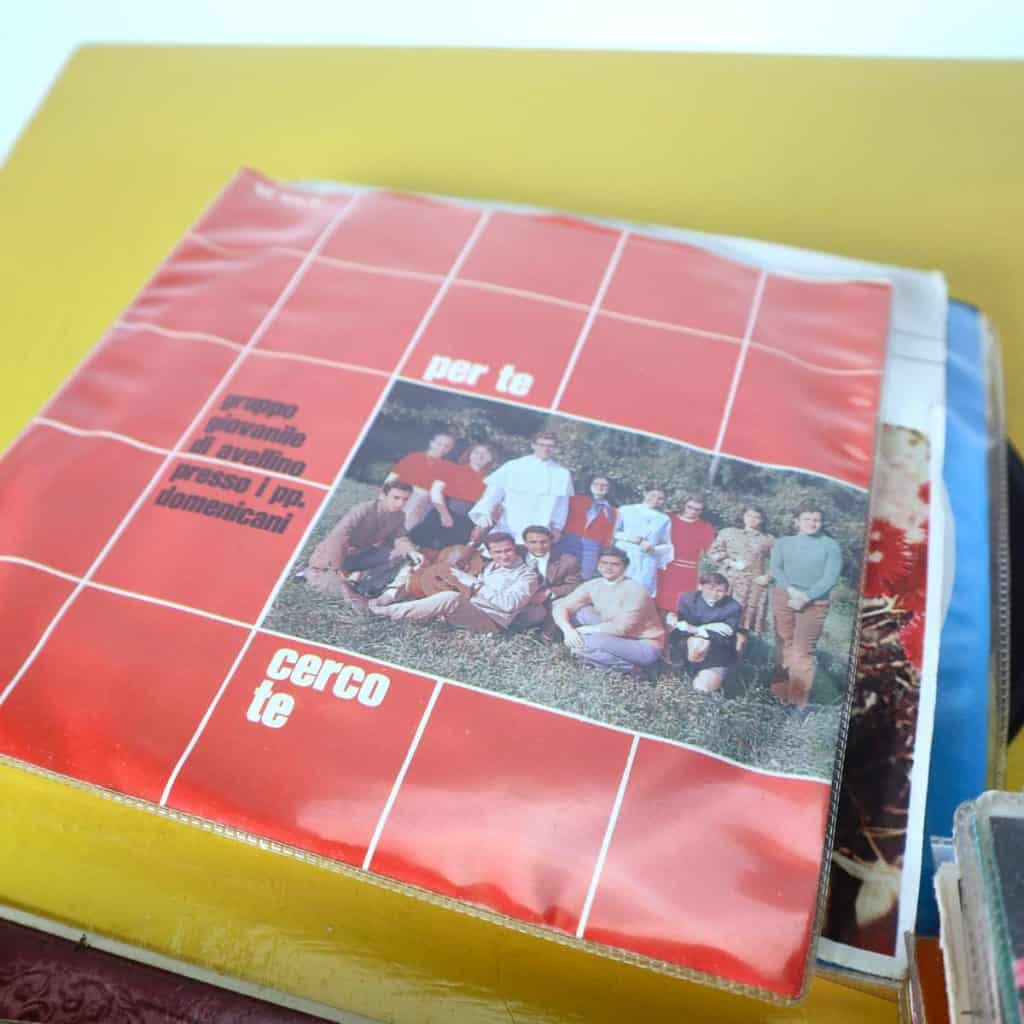 per te
gruppo
giovanile
di avellino
presso i pp.
domenicani
cerco
te